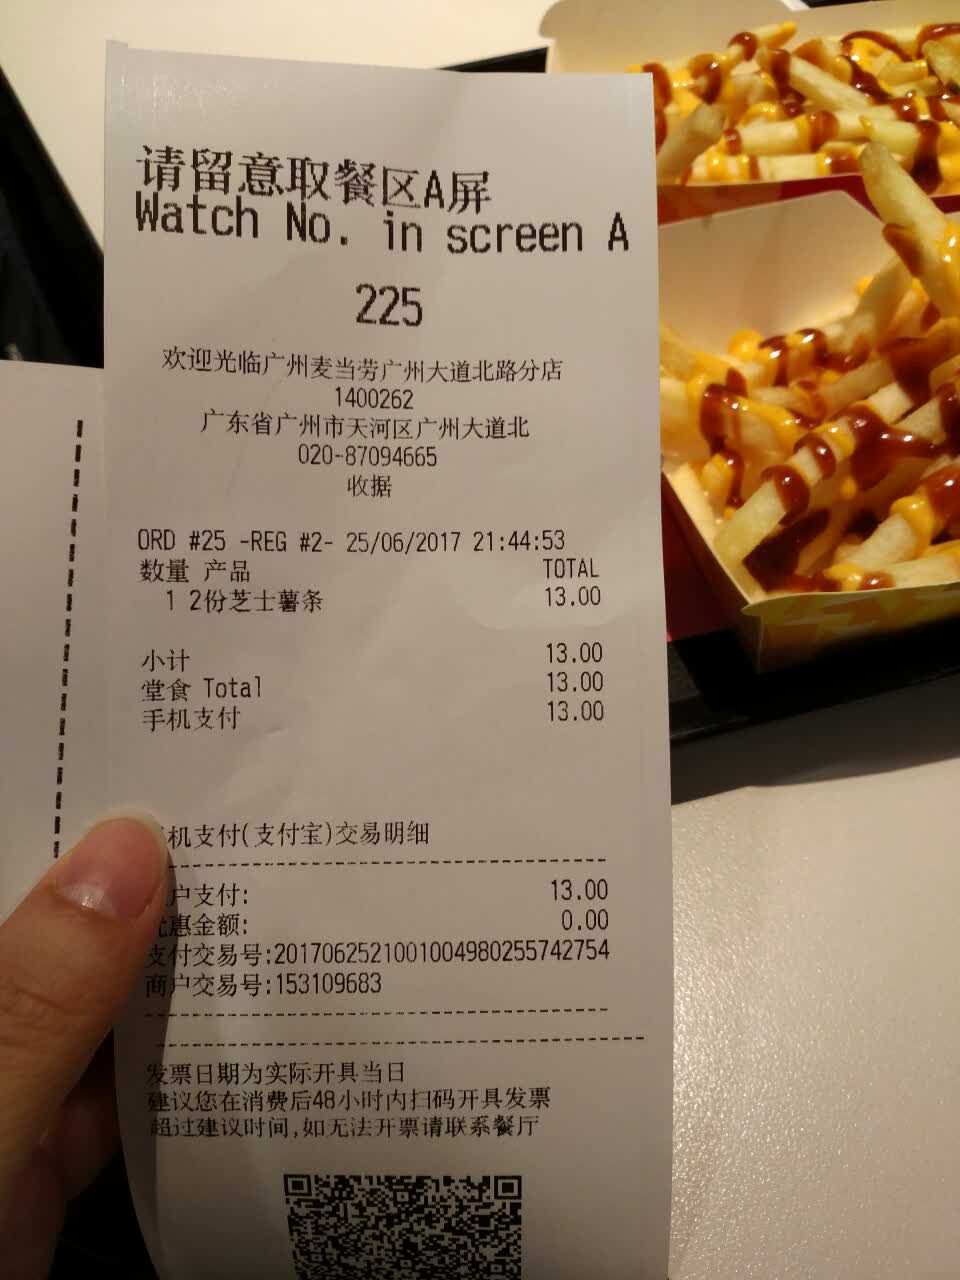 请留意取餐区A屏
Watch No. in screen A
225
欢迎光临广州麦当劳广州大道北路分店
1400262
广东省广州市天河区广州大道北
020-87094665
收据
ORD #25 -REG #2- 25/06/2017 21:44:53
数量 产品 TOTAL
1 2份芝士薯条 13.00
小计 13.00
堂食 Total 13.00
手机支付 13.00
机支付(支付宝)交易明细
户支付: 13.00
惠金额: 0.00
支付交易号:2017062521001004980255742754
商户交易号:153109683
发票日期为实际开具当日
建议您在消费后48小时内扫码开具发票
超过建议时间,如无法开票请联系餐厅